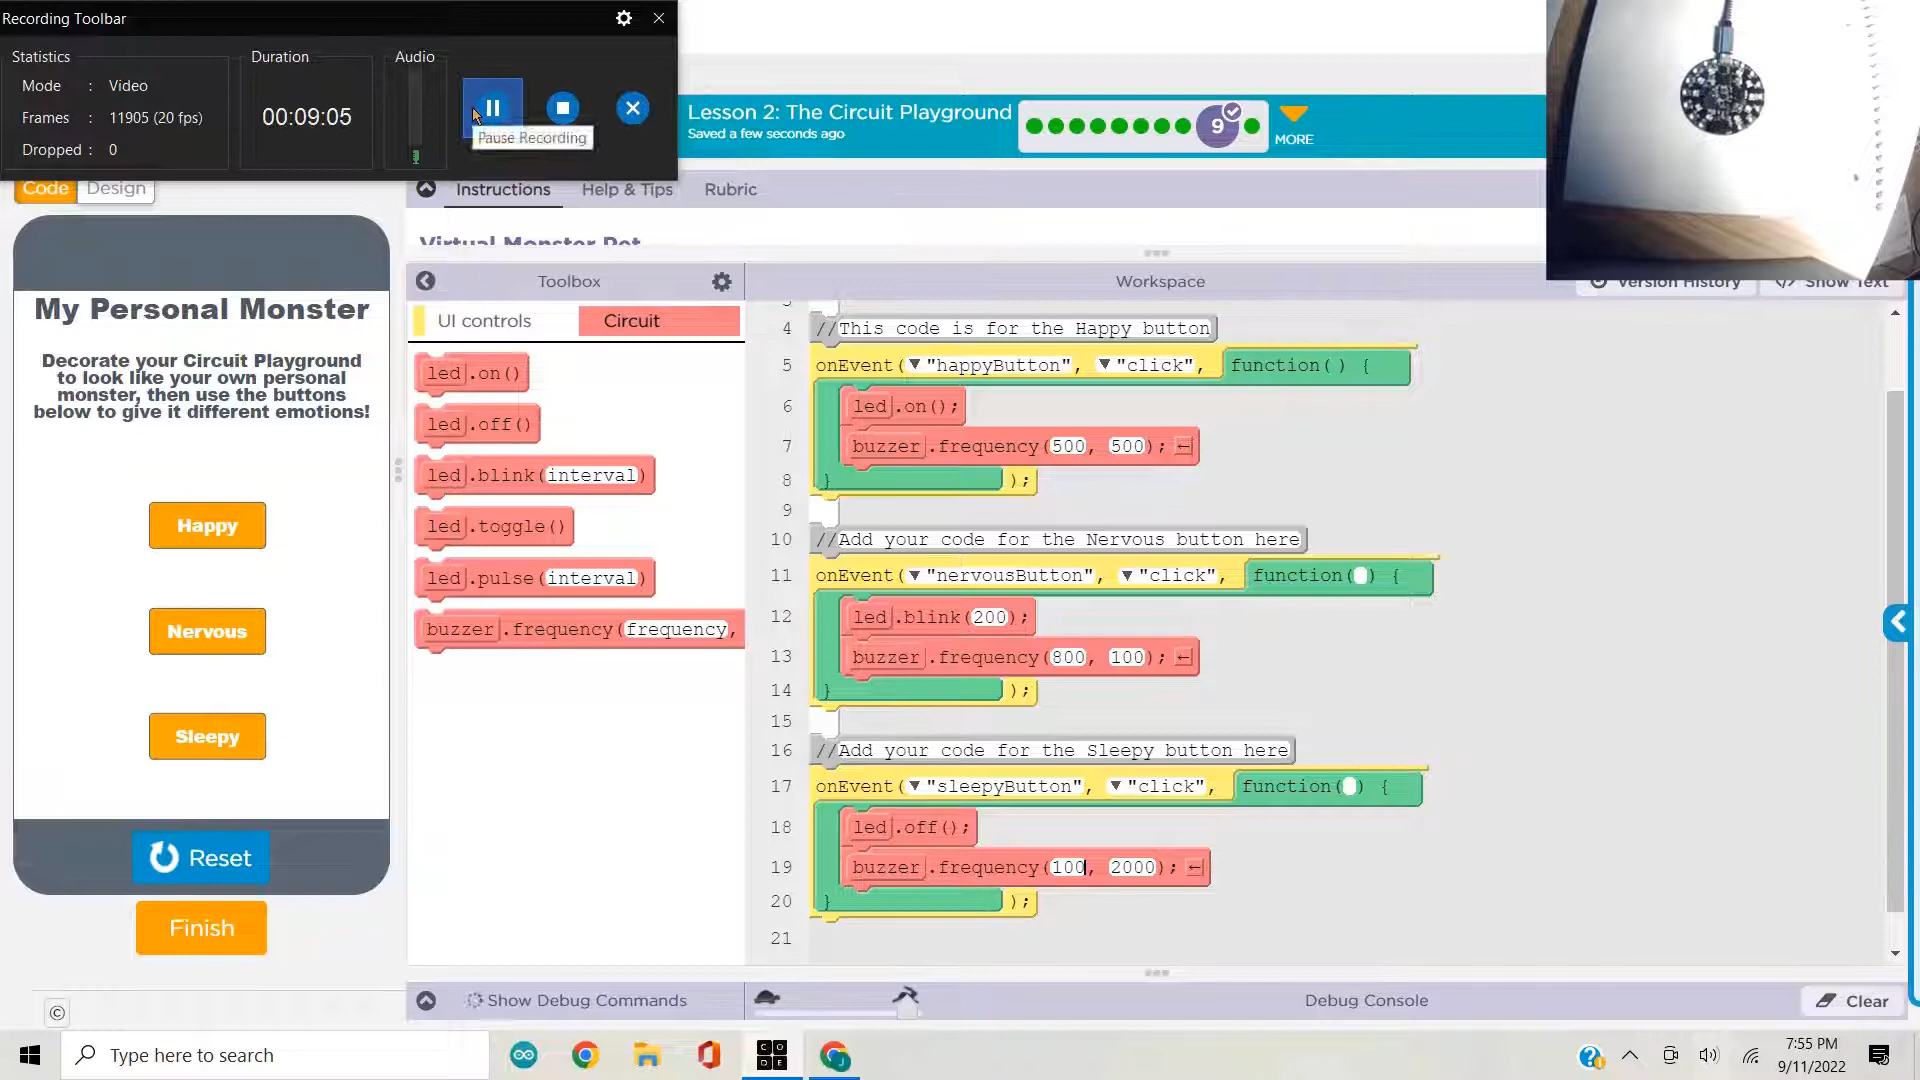 Recording Toolbar
Statistics
Mode : Video
Frames : 11905 (20 fps)
Dropped : 0
Duration
00:09:05
Audio
Pause Recording
Lesson 2: The Circuit Playground
Saved a few seconds ago
9
MORE
Code
Design
Instructions
Help & Tips
Rubric
Virtual Monster Pet
Toolbox
Workspace
Version History
Show Text
My Personal Monster
Decorate your Circuit Playground
to look like your own personal
monster, then use the buttons
below to give it different emotions!
Happy
Nervous
Sleepy
Reset
Finish
UI controls
Circuit
led.on()
led.off()
led.blink(interval)
led.toggle()
led.pulse(interval)
buzzer.frequency(frequency,
3
4 //This code is for the Happy button
5 onEvent(▼"happyButton", ▼"click", function() {
6 led.on();
7 buzzer.frequency(500, 500); ←
8 } );
9
10 //Add your code for the Nervous button here
11 onEvent(▼"nervousButton", ▼"click", function() {
12 led.blink(200);
13 buzzer.frequency(800, 100); ←
14 } );
15
16 //Add your code for the Sleepy button here
17 onEvent(▼"sleepyButton", ▼"click", function() {
18 led.off();
19 buzzer.frequency(100, 2000); ←
20 } );
21
©
Show Debug Commands
Debug Console
Clear
Type here to search
CODE
7:55 PM
9/11/2022